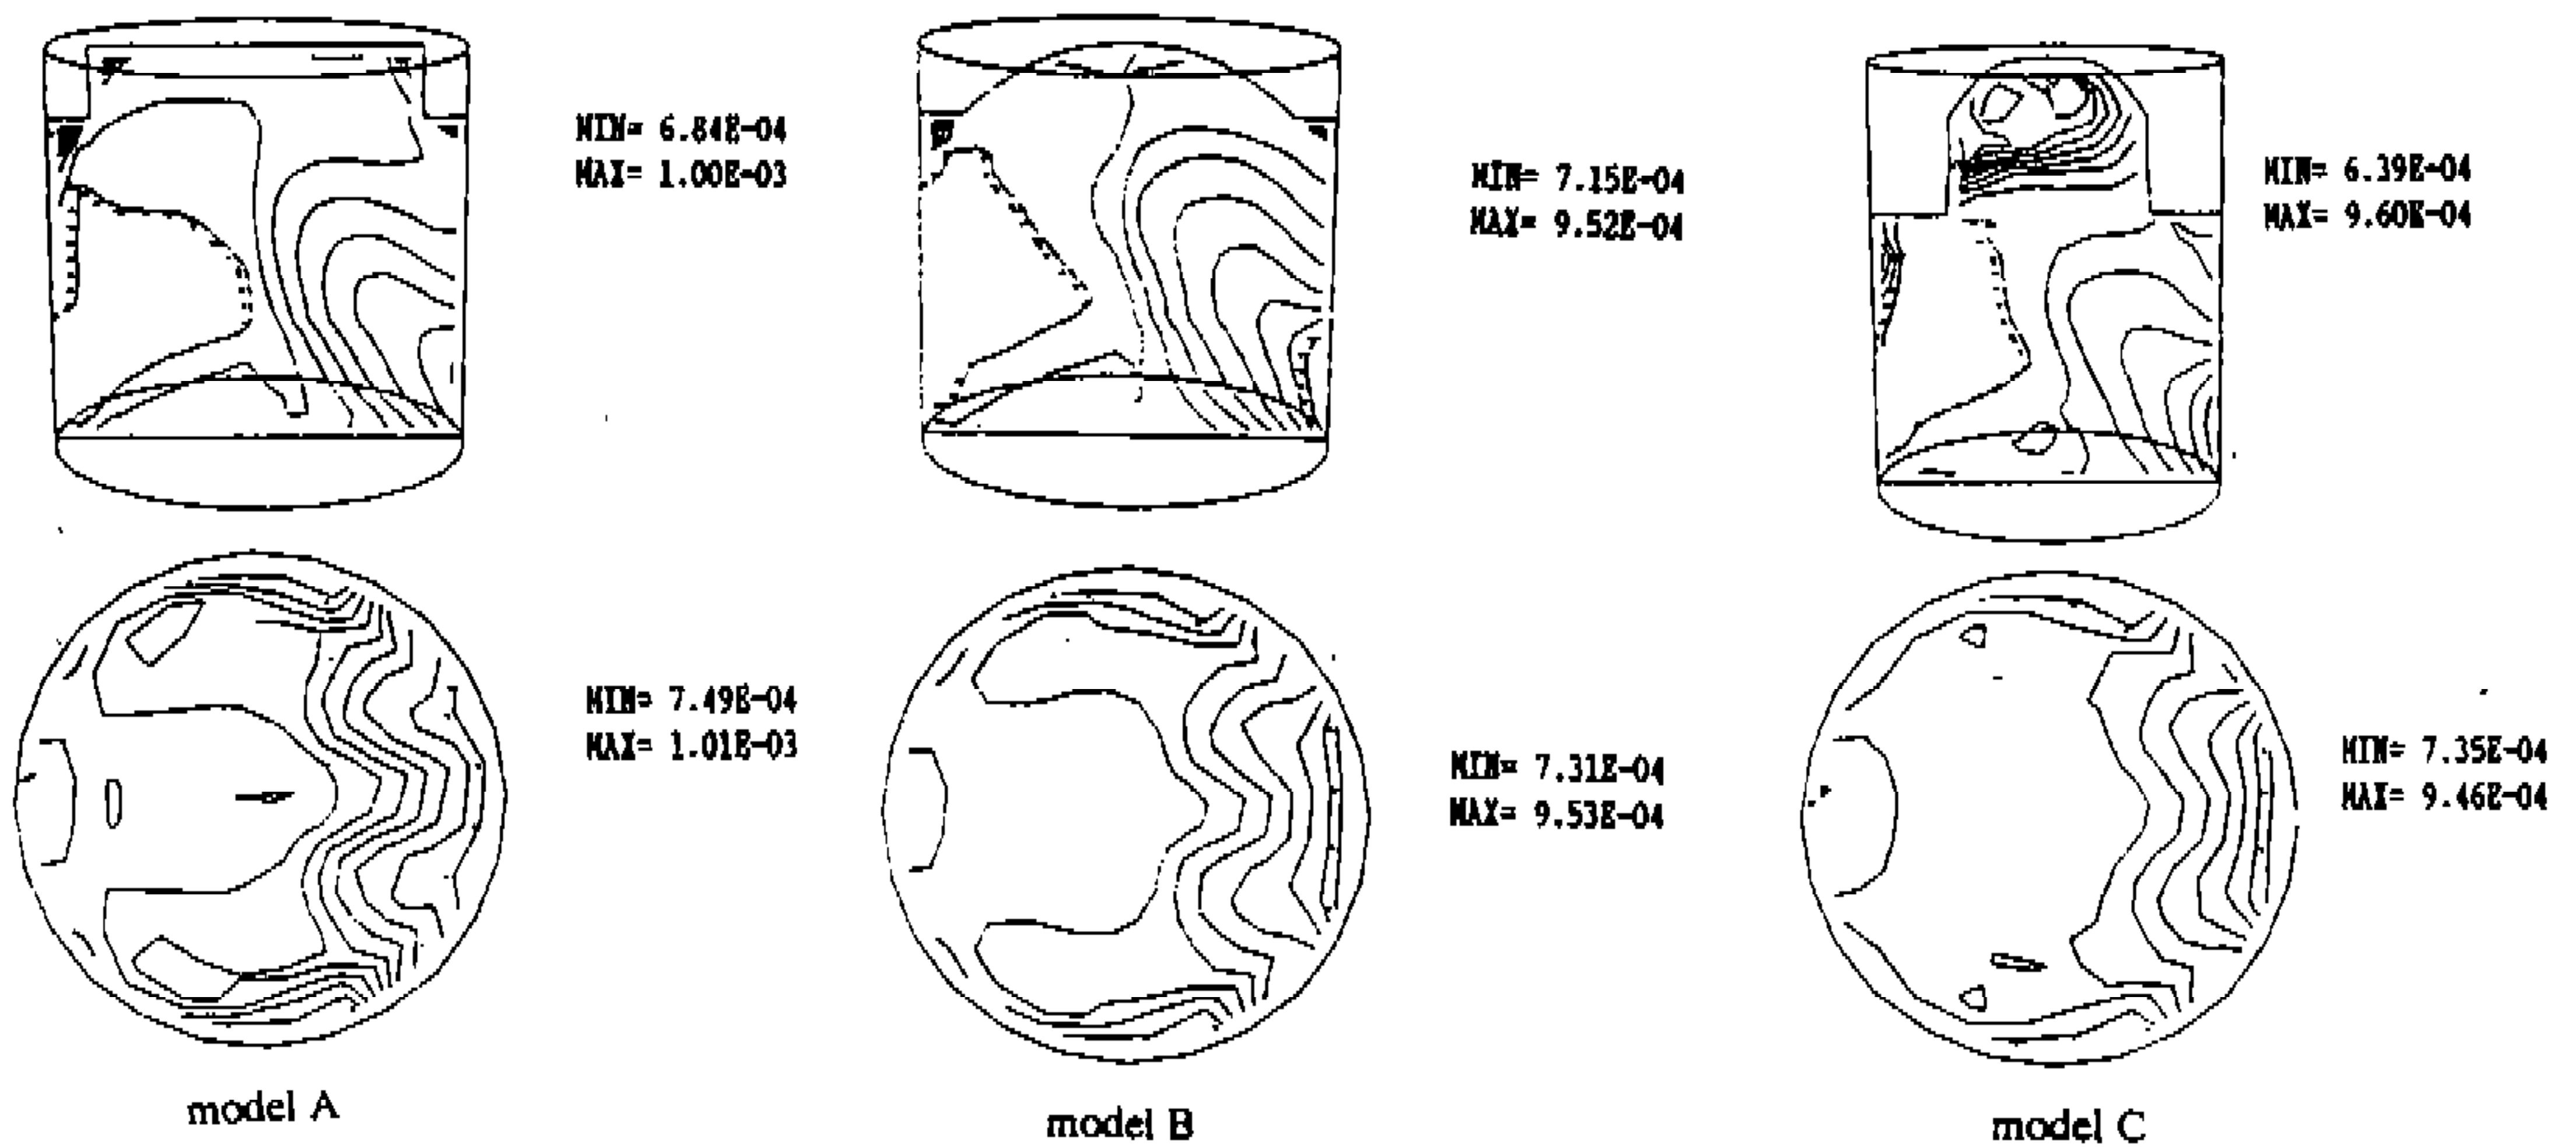 MIN= 6.84E-04
MAX= 1.00E-03
MIN= 7.15E-04
MAX= 9.52E-04
MIN= 6.39E-04
MAX= 9.60E-04
MIN= 7.49E-04
MAX= 1.01E-03
MIN= 7.31E-04
MAX= 9.53E-04
MIN= 7.35E-04
MAX= 9.46E-04
model A
model B
model C